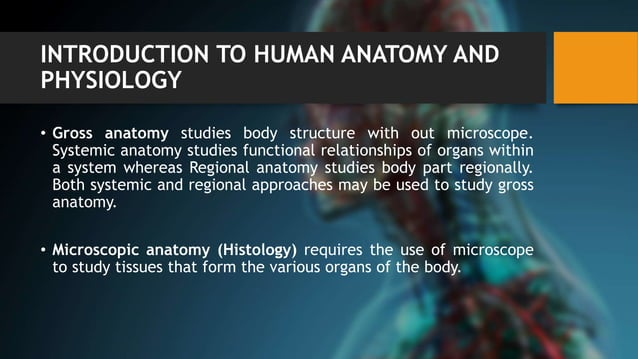 INTRODUCTION TO HUMAN ANATOMY AND
PHYSIOLOGY
• Gross anatomy studies body structure with out microscope.
Systemic anatomy studies functional relationships of organs within
a system whereas Regional anatomy studies body part regionally.
Both systemic and regional approaches may be used to study gross
anatomy.
• Microscopic anatomy (Histology) requires the use of microscope
to study tissues that form the various organs of the body.